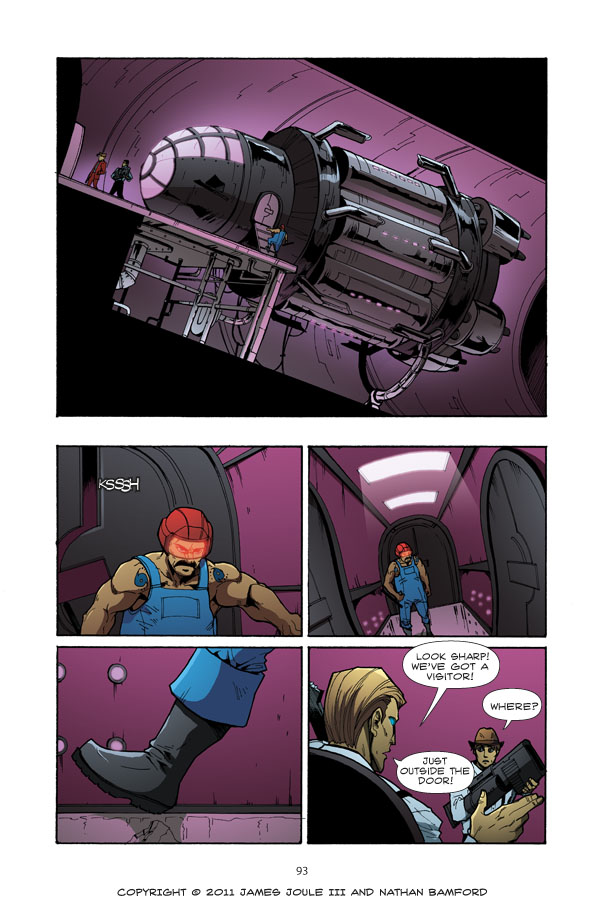 KSSSH
LOOK SHARP!
WE'VE GOT A
VISITOR!
WHERE?
JUST
OUTSIDE THE
DOOR!
93
COPYRIGHT © 2011 JAMES JOULE III AND NATHAN BAMFORD